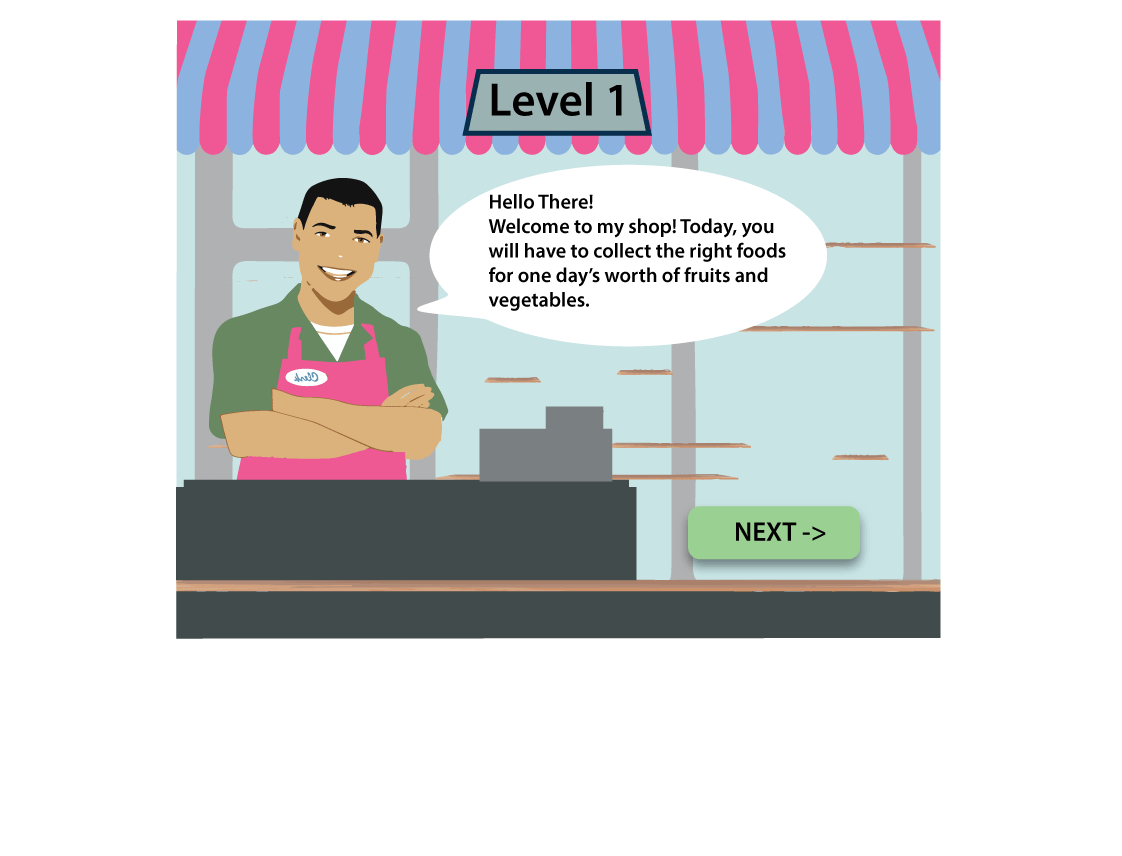 Level 1
Hello There!
Welcome to my shop! Today, you
will have to collect the right foods
for one day’s worth of fruits and
vegetables.
Clerk
NEXT ->